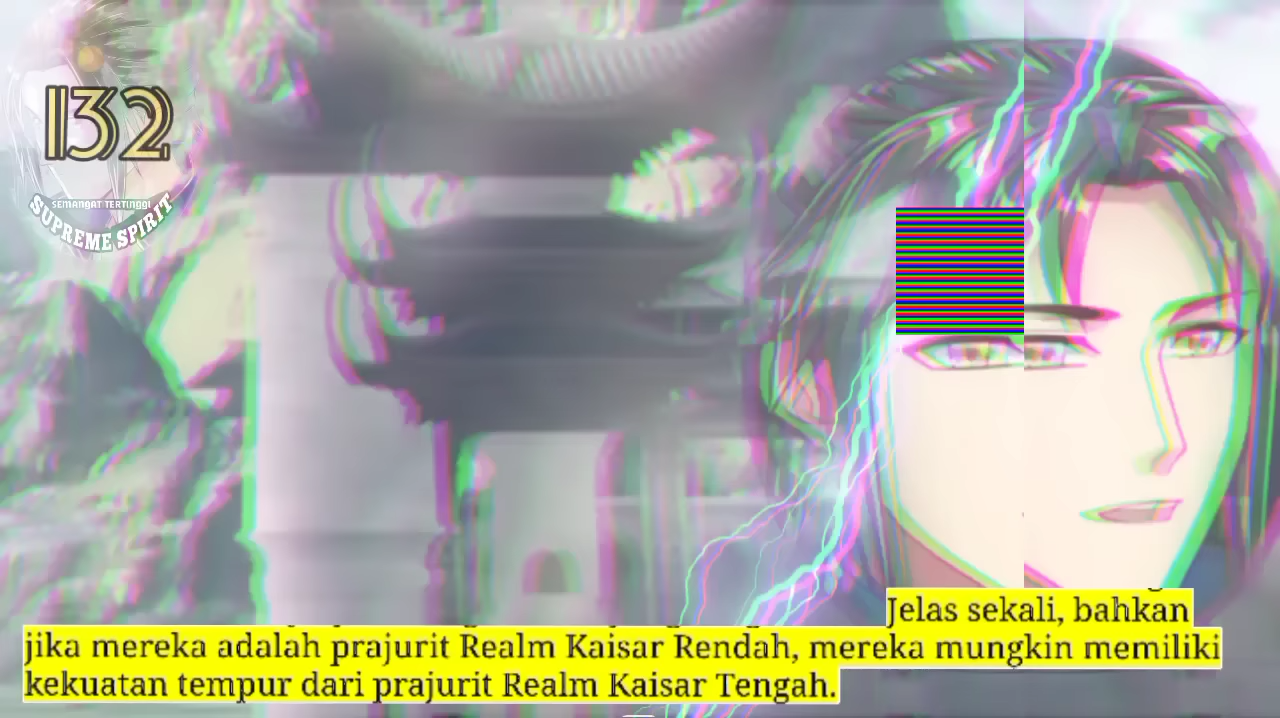 132
SEMANGAT TERTINGGI
SUPREME SPIRIT
Jelas sekali, bahkan
jika mereka adalah prajurit Realm Kaisar Rendah, mereka mungkin memiliki
kekuatan tempur dari prajurit Realm Kaisar Tengah.